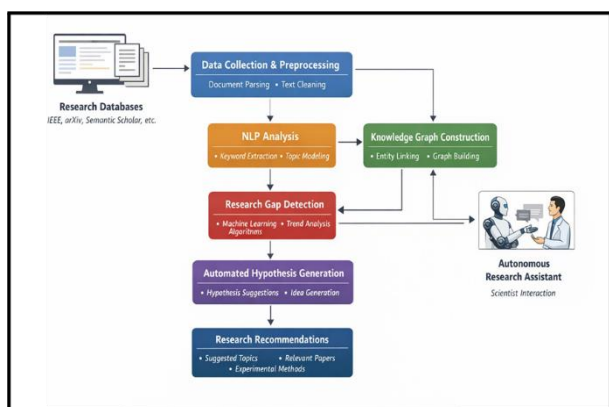 Data Collection & Preprocessing
Document Parsing • Text Cleaning
Research Databases
IEEE, arXiv, Semantic Scholar, etc.
NLP Analysis
• Keyword Extraction • Topic Modeling
Knowledge Graph Construction
• Entity Linking • Graph Building
Research Gap Detection
• Machine Learning • Trend Analysis
Algorithms
Autonomous
Research Assistant
Scientist Interaction
Automated Hypothesis Generation
• Hypothesis Suggestions • Idea Generation
Research Recommendations
• Suggested Topics • Relevant Papers
• Experimental Methods